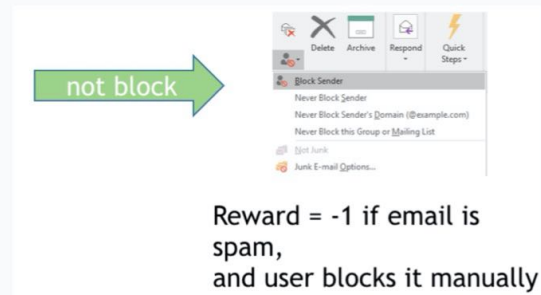 not block
Delete
Archive
Respond
Quick
Steps
Block Sender
Never Block Sender
Never Block Sender's Domain (@example.com)
Never Block this Group or Mailing List
Not Junk
Junk E-mail Options...
Reward = -1 if email is
spam,
and user blocks it manually